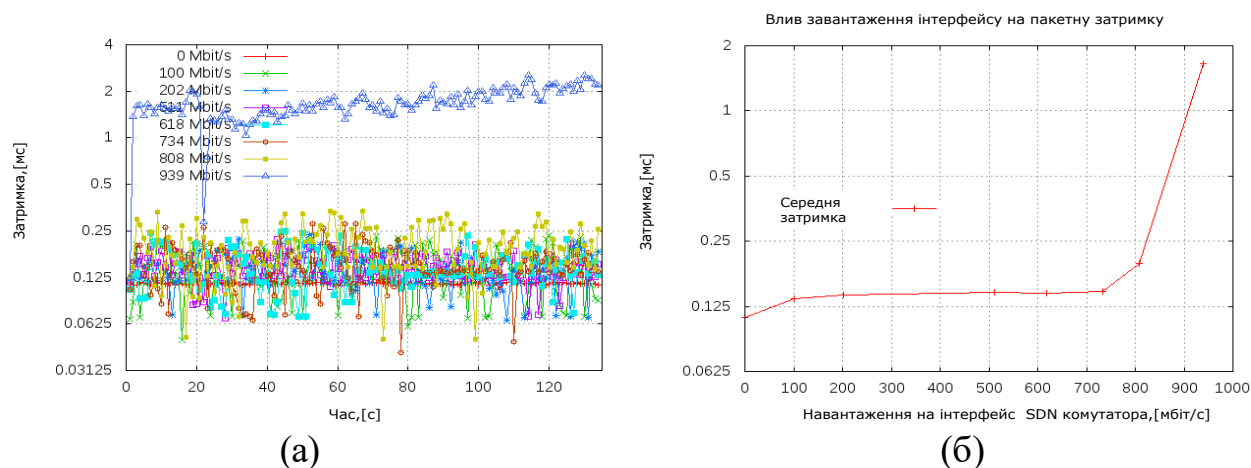 4
2
1
0.5
0.25
0.125
0.0625
0.03125
Затримка,[мс]
0 Mbit/s
100 Mbit/s
202 Mbit/s
511 Mbit/s
618 Mbit/s
734 Mbit/s
808 Mbit/s
939 Mbit/s
0 20 40 60 80 100 120
Час,[с]
(а)
Влив завантаження інтерфейсу на пакетну затримку
2
1
0.5
0.25
0.125
0.0625
Затримка,[мс]
Середня
затримка
0 100 200 300 400 500 600 700 800 900 1000
Навантаження на інтерфейс SDN комутатора,[мбіт/с]
(б)